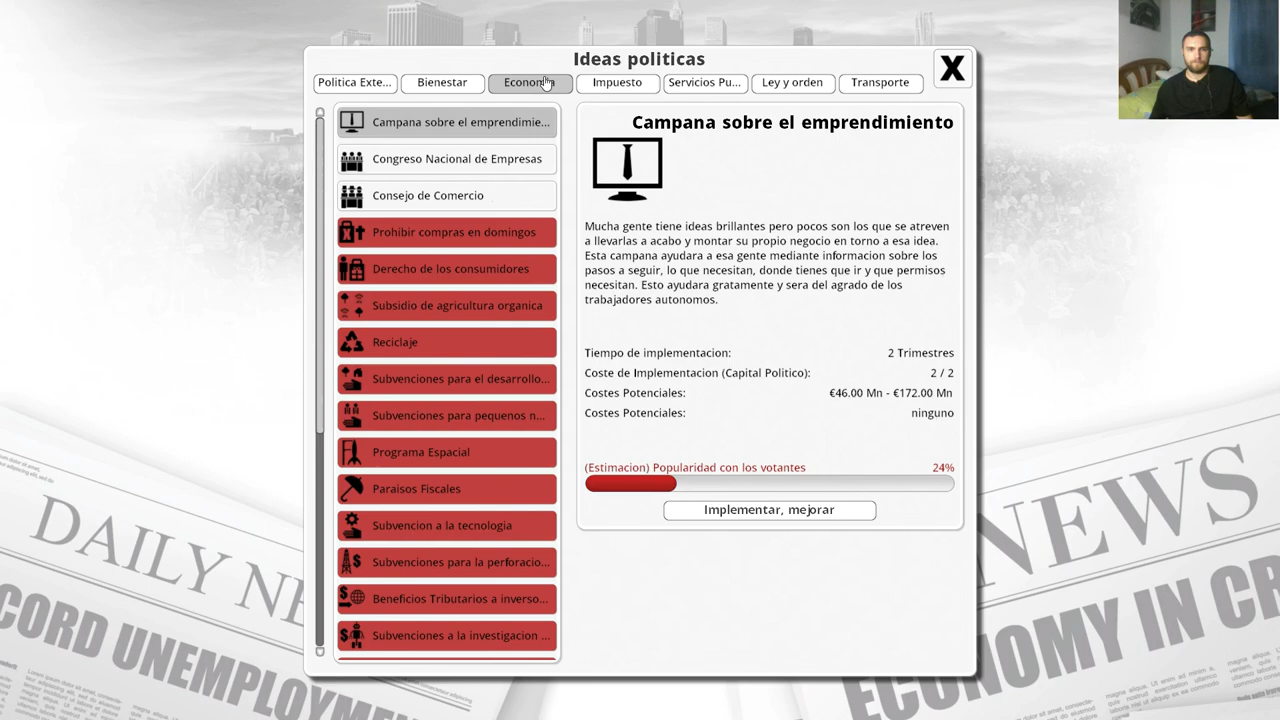 Ideas politicas
X
Politica Exte...
Bienestar
Economia
Impuesto
Servicios Pu...
Ley y orden
Transporte
Campana sobre el emprendimie...
Congreso Nacional de Empresas
Consejo de Comercio
Prohibir compras en domingos
Derecho de los consumidores
Subsidio de agricultura organica
Reciclaje
Subvenciones para el desarrollo...
Subvenciones para pequenos n...
Programa Espacial
Paraisos Fiscales
Subvencion a la tecnologia
Subvenciones para la perforacio...
Beneficios Tributarios a inverso...
Subvenciones a la investigacion ...
Campana sobre el emprendimiento
Mucha gente tiene ideas brillantes pero pocos son los que se atreven
a llevarlas a acabo y montar su propio negocio en torno a esa idea.
Esta campana ayudara a esa gente mediante informacion sobre los
pasos a seguir, lo que necesitan, donde tienes que ir y que permisos
necesitan. Esto ayudara gratamente y sera del agrado de los
trabajadores autonomos.
Tiempo de implementacion: 2 Trimestres
Coste de Implementacion (Capital Politico): 2 / 2
Costes Potenciales: €46.00 Mn - €172.00 Mn
Costes Potenciales: ninguno
(Estimacion) Popularidad con los votantes 24%
Implementar, mejorar
DAILY NE
CORD UNEMPLOYM
NEWS
ECONOMY IN CR